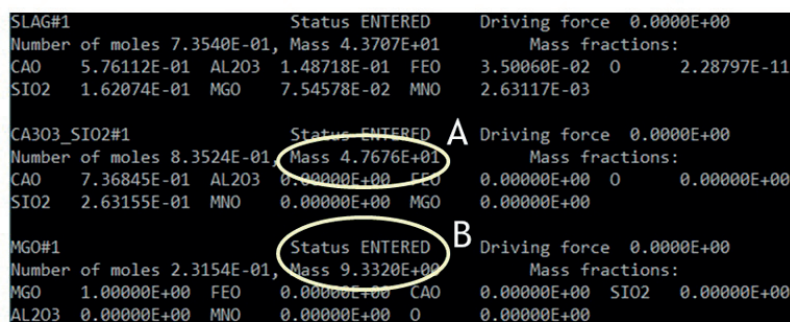 SLAG#1 Status ENTERED Driving force 0.0000E+00
Number of moles 7.3540E-01, Mass 4.3707E+01 Mass fractions:
CAO 5.76112E-01 AL2O3 1.48718E-01 FEO 3.50060E-02 O 2.28797E-11
SIO2 1.62074E-01 MGO 7.54578E-02 MNO 2.63117E-03
CA3O3_SIO2#1 Status ENTERED A Driving force 0.0000E+00
Number of moles 8.3524E-01, Mass 4.7676E+01 Mass fractions:
CAO 7.36845E-01 AL2O3 0.00000E+00 FEO 0.00000E+00 O 0.00000E+00
SIO2 2.63155E-01 MNO 0.00000E+00 MGO 0.00000E+00
MGO#1 Status ENTERED B Driving force 0.0000E+00
Number of moles 2.3154E-01, Mass 9.3320E+00 Mass fractions:
MGO 1.00000E+00 FEO 0.00000E+00 CAO 0.00000E+00 SIO2 0.00000E+00
AL2O3 0.00000E+00 MNO 0.00000E+00 O 0.00000E+00